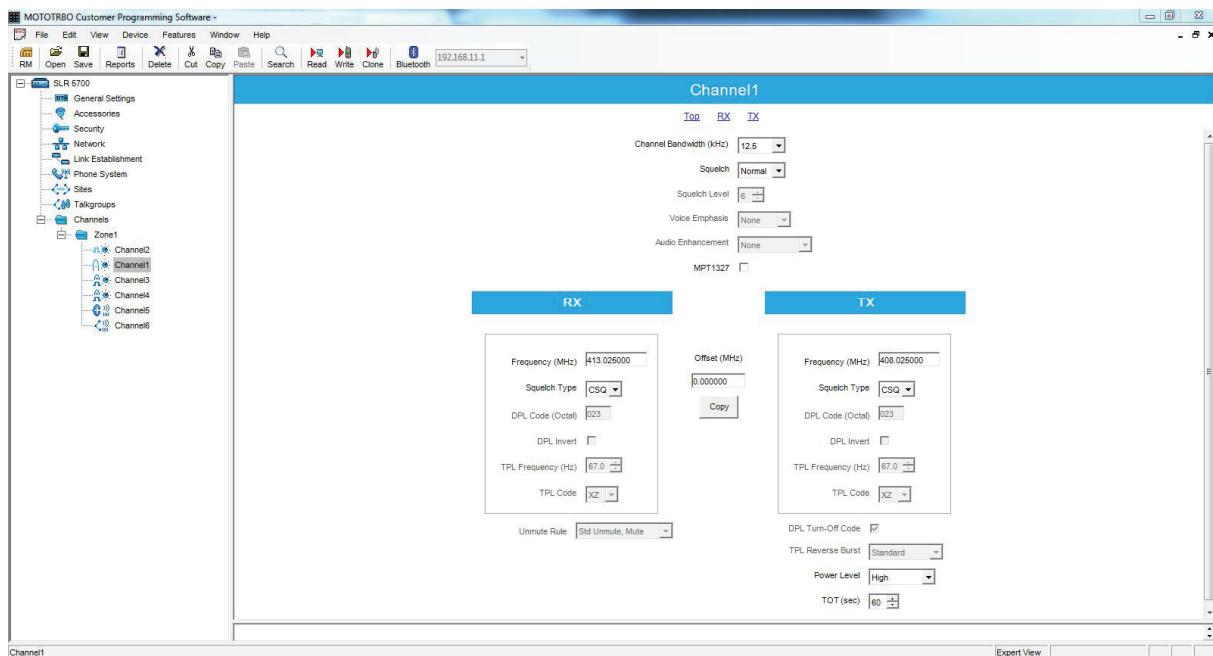 MOTOTRBO Customer Programming Software -
File Edit View Device Features Window Help
RM Open Save Reports Delete Cut Copy Paste Search Read Write Clone Bluetooth 192.168.11.1
SLR 5700
General Settings
Accessories
Security
Network
Link Establishment
Phone System
Sites
Talkgroups
Channels
Zone1
Channel2
Channel1
Channel3
Channel4
Channel5
Channel6
Channel1
Top RX TX
Channel Bandwidth (kHz) 12.5
Squelch Normal
Squelch Level 6
Voice Emphasis None
Audio Enhancement None
MPT1327
RX
Frequency (MHz) 413.025000
Squelch Type CSQ
DPL Code (Octal) 023
DPL Invert
TPL Frequency (Hz) 67.0
TPL Code XZ
Unmute Rule Std Unmute, Mute
Offset (MHz)
0.000000
Copy
TX
Frequency (MHz) 408.025000
Squelch Type CSQ
DPL Code (Octal) 023
DPL Invert
TPL Frequency (Hz) 67.0
TPL Code XZ
DPL Turn-Off Code
TPL Reverse Burst Standard
Power Level High
TOT (sec) 60
Channel1 Expert View